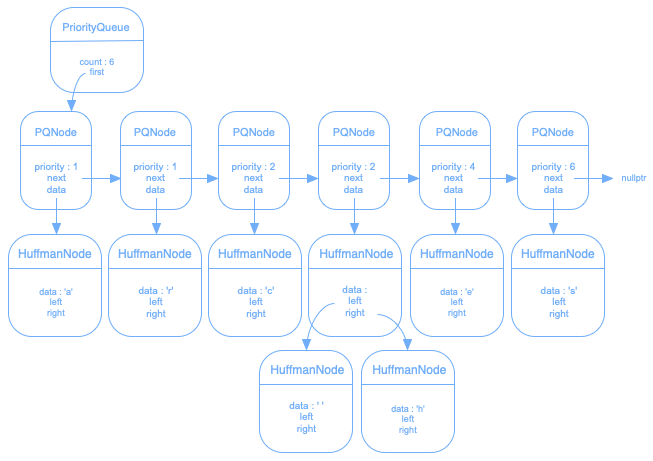 PriorityQueue
count : 6
first
PQNode
priority : 1
next
data
PQNode
priority : 1
next
data
PQNode
priority : 2
next
data
PQNode
priority : 2
next
data
PQNode
priority : 4
next
data
PQNode
priority : 6
next
data
nullptr
HuffmanNode
data : 'a'
left
right
HuffmanNode
data : 'r'
left
right
HuffmanNode
data : 'c'
left
right
HuffmanNode
data :
left
right
HuffmanNode
data : 'e'
left
right
HuffmanNode
data : 's'
left
right
HuffmanNode
data : ' '
left
right
HuffmanNode
data : 'h'
left
right